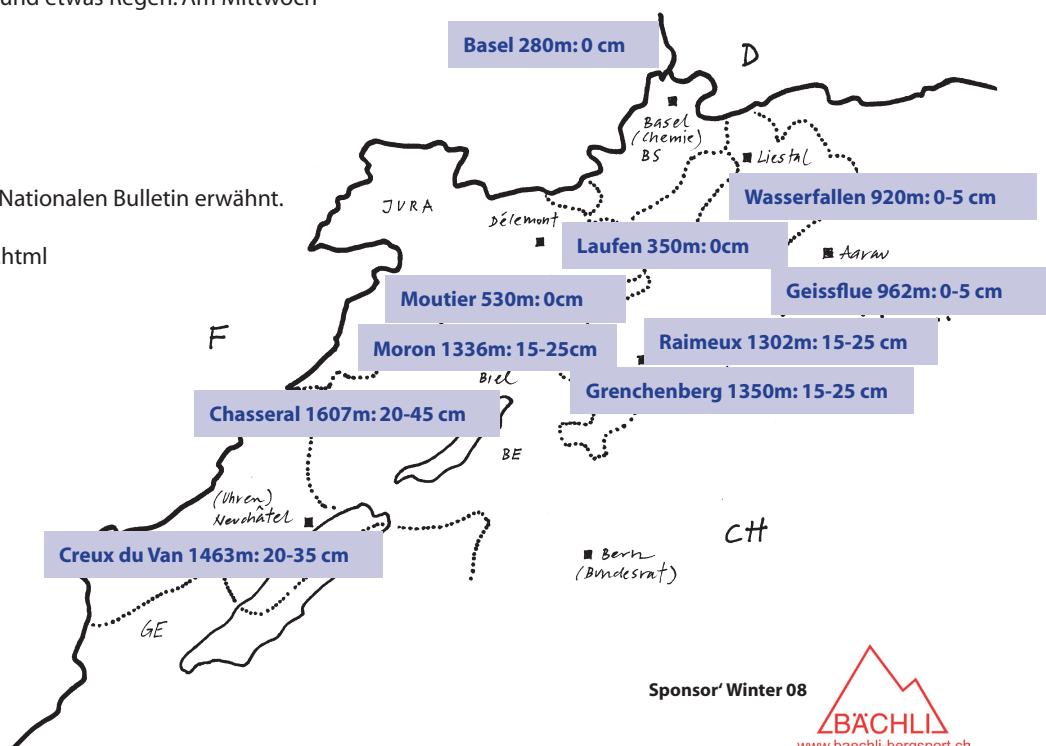 und etwas Regen. Am Mittwoch
Basel 280m: 0 cm
D
Basel
(Chemie)
BS
Liestal
Nationalen Bulletin erwähnt.
Wasserfallen 920m: 0-5 cm
JURA
Délemont
Laufen 350m: 0cm
html
Aarau
Moutier 530m: 0cm
Geissflue 962m: 0-5 cm
F
Moron 1336m: 15-25cm
Raimeux 1302m: 15-25 cm
Biel
Grenchenberg 1350m: 15-25 cm
Chasseral 1607m: 20-45 cm
BE
(Uhren)
Neuchâtel
CH
Creux du Van 1463m: 20-35 cm
Bern
(Bundesrat)
GE
Sponsor‘ Winter 08
BÄCHLI
www.baechli-bergsport.ch